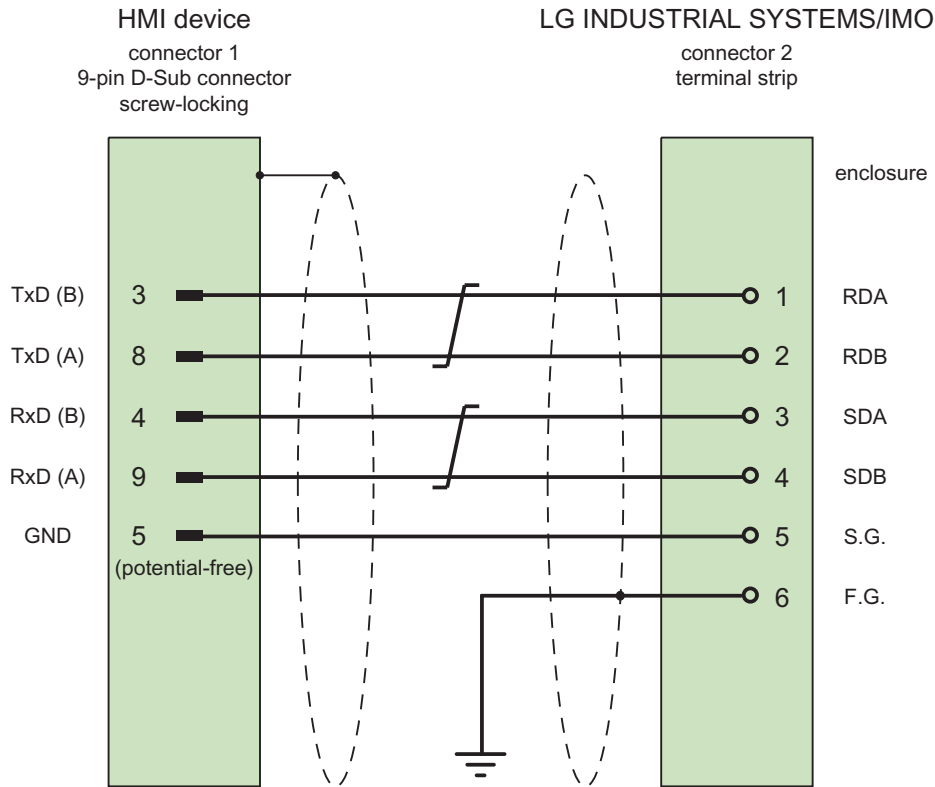 HMI device
connector 1
9-pin D-Sub connector
screw-locking
LG INDUSTRIAL SYSTEMS/IMO
connector 2
terminal strip
enclosure
TxD (B) 3 1 RDA
TxD (A) 8 2 RDB
RxD (B) 4 3 SDA
RxD (A) 9 4 SDB
GND 5 5 S.G.
(potential-free)
6 F.G.